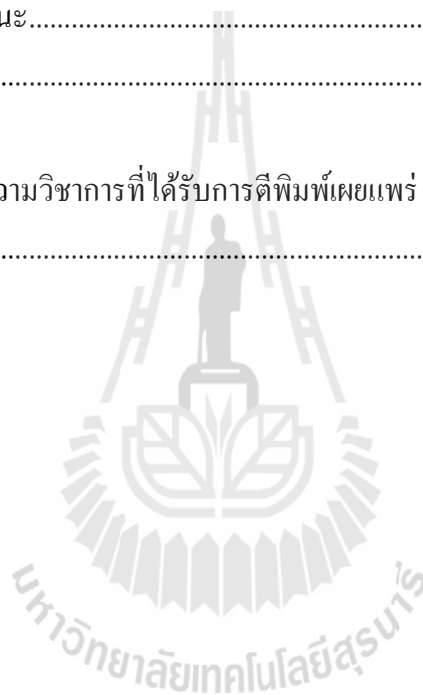 นะ..............................................................................
..............................................................................
วามวิชาการที่ได้รับการตีพิมพ์เผยแพร่
..............................................................................
มหาวิทยาลัยเทคโนโลยีสุรนารี